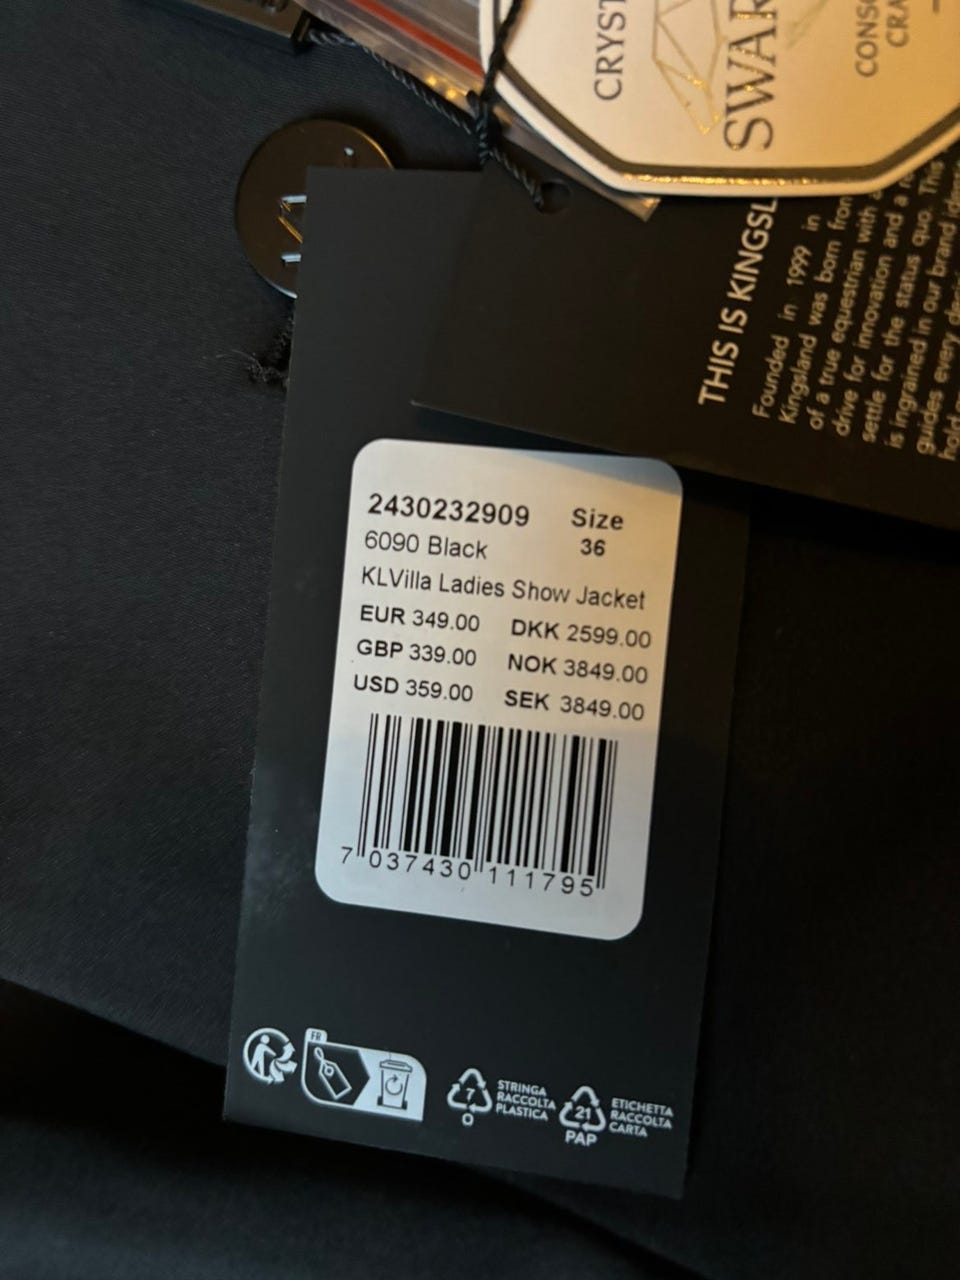 CRYST
SWAR
CONSC
CRA
THIS IS KINGSL
Founded in 1999 in
Kingsland was born from
of a true equestrian with a
drive for innovation and a
settle for the status quo. This
is ingrained in our brand
guides every
hold
2430232909 Size
6090 Black 36
KLVilla Ladies Show Jacket
EUR 349.00 DKK 2599.00
GBP 339.00 NOK 3849.00
USD 359.00 SEK 3849.00
7 037430 111795
FR
7
O
STRINGA
RACCOLTA
PLASTICA
21
PAP
ETICHETTA
RACCOLTA
CARTA